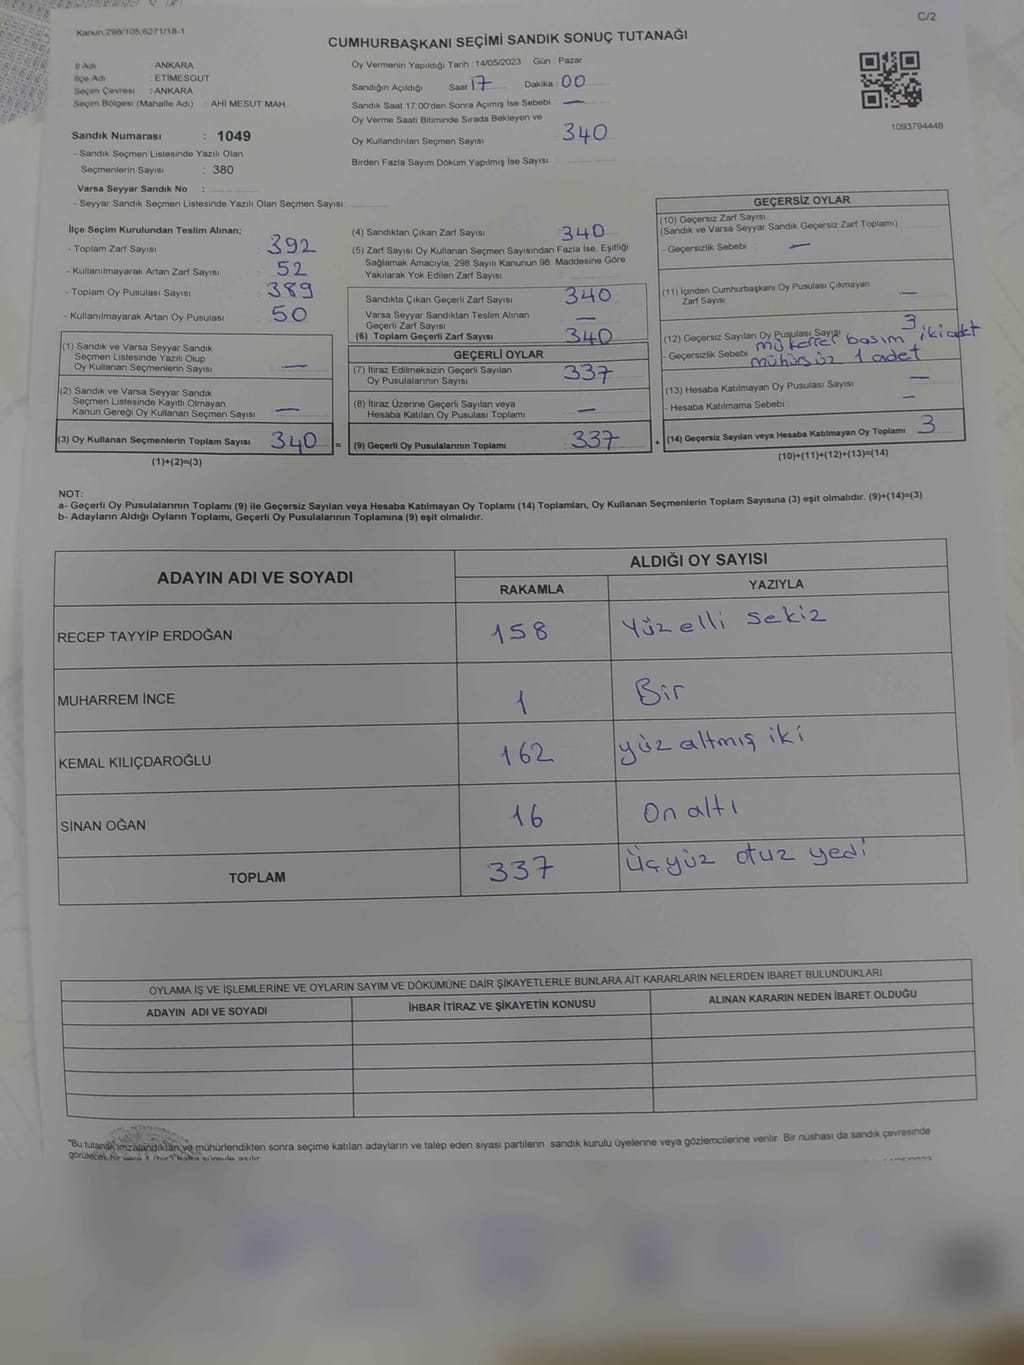 C/2
Kanun 298/105,6271/18-1
CUMHURBAŞKANI SEÇİMİ SANDIK SONUÇ TUTANAĞI
İl Adı : ANKARA
İlçe Adı : ETİMESGUT
Seçim Çevresi : ANKARA
Seçim Bölgesi (Mahalle Adı) : AHİ MESUT MAH.
Sandık Numarası : 1049
- Sandık Seçmen Listesinde Yazılı Olan
Seçmenlerin Sayısı : 380
Varsa Seyyar Sandık No :
- Seyyar Sandık Seçmen Listesinde Yazılı Olan Seçmen Sayısı:
Oy Vermenin Yapıldığı Tarih : 14/05/2023 Gün : Pazar
Sandığın Açıldığı Saat 17 Dakika : 00
Sandık Saat 17:00'den Sonra Açımış İse Sebebi : —
Oy Verme Saati Bitiminde Sırada Bekleyen ve
Oy Kullandırılan Seçmen Sayısı 340
Birden Fazla Sayım Döküm Yapılmış İse Sayısı
1093794448
İlçe Seçim Kurulundan Teslim Alınan;
- Toplam Zarf Sayısı : 392
- Kullanılmayarak Artan Zarf Sayısı : 52
- Toplam Oy Pusulası Sayısı : 389
- Kullanılmayarak Artan Oy Pusulası : 50
(1) Sandık ve Varsa Seyyar Sandık
Seçmen Listesinde Yazılı Olup
Oy Kullanan Seçmenlerin Sayısı : —
(2) Sandık ve Varsa Seyyar Sandık
Seçmen Listesinde Kayıtlı Olmayan
Kanun Gereği Oy Kullanan Seçmen Sayısı : —
(3) Oy Kullanan Seçmenlerin Toplam Sayısı : 340 =
(1)+(2)=(3)
(4) Sandıktan Çıkan Zarf Sayısı : 340
(5) Zarf Sayısı Oy Kullanan Seçmen Sayısından Fazla İse, Eşitliği
Sağlamak Amacıyla, 298 Sayılı Kanunun 98. Maddesine Göre
Yakılarak Yok Edilen Zarf Sayısı
Sandıkta Çıkan Geçerli Zarf Sayısı : 340
Varsa Seyyar Sandıktan Teslim Alınan
Geçerli Zarf Sayısı : —
(6) Toplam Geçerli Zarf Sayısı : 340
GEÇERLİ OYLAR
(7) İtiraz Edilmeksizin Geçerli Sayılan
Oy Pusulalarının Sayısı : 337
(8) İtiraz Üzerine Geçerli Sayılan veya
Hesaba Katılan Oy Pusulası Toplamı : —
(9) Geçerli Oy Pusulalarının Toplamı : 337 +
GEÇERSİZ OYLAR
(10) Geçersiz Zarf Sayısı
(Sandık ve Varsa Seyyar Sandık Geçersiz Zarf Toplamı)
- Geçersizlik Sebebi : —
(11) İçinden Cumhurbaşkanı Oy Pusulası Çıkmayan
Zarf Sayısı —
(12) Geçersiz Sayılan Oy Pusulası Sayısı : 3
- Geçersizlik Sebebi mükerrer basım iki adet
mühürsüz 1 adet
(13) Hesaba Katılmayan Oy Pusulası Sayısı —
- Hesaba Katılmama Sebebi : —
(14) Geçersiz Sayılan veya Hesaba Katılmayan Oy Toplamı : 3
(10)+(11)+(12)+(13)=(14)
NOT:
a- Geçerli Oy Pusulalarının Toplamı (9) ile Geçersiz Sayılan veya Hesaba Katılmayan Oy Toplamı (14) Toplamları, Oy Kullanan Seçmenlerin Toplam Sayısına (3) eşit olmalıdır. (9)+(14)=(3)
b- Adayların Aldığı Oyların Toplamı, Geçerli Oy Pusulalarının Toplamına (9) eşit olmalıdır.
ADAYIN ADI VE SOYADI ALDIĞI OY SAYISI
RAKAMLA YAZIYLA
RECEP TAYYİP ERDOĞAN 158 Yüz elli sekiz
MUHARREM İNCE 1 Bir
KEMAL KILIÇDAROĞLU 162 yüz altmış iki
SİNAN OĞAN 16 On altı
TOPLAM 337 Üçyüz otuz yedi
OYLAMA İŞ VE İŞLEMLERİNE VE OYLARIN SAYIM VE DÖKÜMÜNE DAİR ŞİKAYETLERLE BUNLARA AİT KARARLARIN NELERDEN İBARET BULUNDUKLARI
ADAYIN ADI VE SOYADI İHBAR İTİRAZ VE ŞİKAYETİN KONUSU ALINAN KARARIN NEDEN İBARET OLDUĞU
"Bu tutanak imzalandıktan ve mühürlendikten sonra seçime katılan adayların ve talep eden siyasi partilerin sandık kurulu üyelerine veya gözlemcilerine verilir. Bir nüshası da sandık çevresinde
görülecek bir yere 1 (bir) hafta süreyle asılır